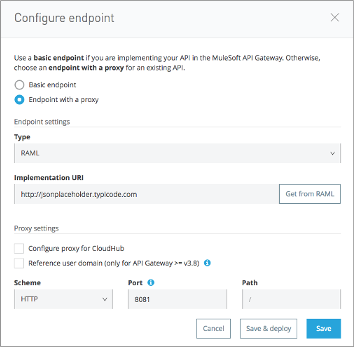 Configure endpoint
Use a basic endpoint if you are implementing your API in the MuleSoft API Gateway. Otherwise,
choose an endpoint with a proxy for an existing API.
Basic endpoint
Endpoint with a proxy
Endpoint settings
Type
RAML
Implementation URI
http://jsonplaceholder.typicode.com
Get from RAML
Proxy settings
Configure proxy for CloudHub
Reference user domain (only for API Gateway >= v3.8)
Scheme Port Path
HTTP 8081 /
Cancel Save & deploy Save